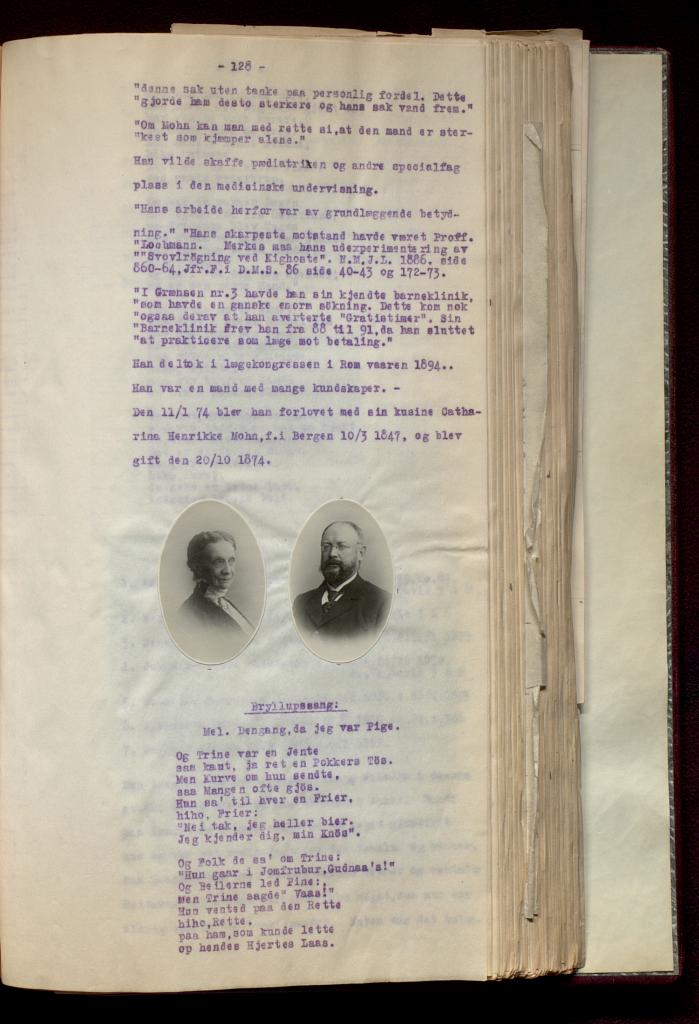 - 128 -
"denne sak uten tanke paa personlig fordel. Dette
"gjorde ham desto sterkere og hans sak vand frem."
"Om Mohn kan man med rette si,at den mand er ster-
"kest som kjæmper alene."
Han vilde skaffe pædiatriken og andre specialfag
plass i den medicinske undervisning.
"Hans arbeide herfor var av grundlæggende betyd-
ning." "Hans skarpeste motstand havde været Proff.
"Lochmann. Merkes maa hans udexperimentering av
""Svovlrögning ved Kighoste". N.M.J.L. 1886. side
860-64,Jfr.F.i D.M.S. 86 side 40-43 og 172-73.
"I Grænsen nr.3 havde han sin kjendte barneklinik,
"som havde en ganske enorm sökning. Dette kom nok
"ogsaa derav at han averterte "Gratistimer". Sin
"Barneklinik drev han fra 88 til 91,da han sluttet
"at prakticere som læge mot betaling."
Han deltok i lægekongressen i Rom vaaren 1894..
Han var en mand med mange kundskaper. -
Den 11/1 74 blev han forlovet med sin kusine Catha-
rina Henrikke Mohn,f.i Bergen 10/3 1847, og blev
gift den 20/10 1874.
Bryllupssang:
Mel. Dengang,da jeg var Pige.
Og Trine var en Jente
saa kaut, ja ret en Pokkers Tös.
Men Kurve om hun sendte,
saa Mangen ofte gjös.
Hun sa' til hver en Frier,
hiho, Frier:
"Nei tak, jeg heller bier.
Jeg kjender dig, min Knös".
Og Folk de sa' om Trine:
"Hun gaar i Jomfrubur,Gudnaa's!"
Og Beilerne led Pine:
Men Trine sagde" Vaas!"
Hun vented paa den Rette
hiho,Rette.
paa ham,som kunde lette
op hendes Hjertes Laas.